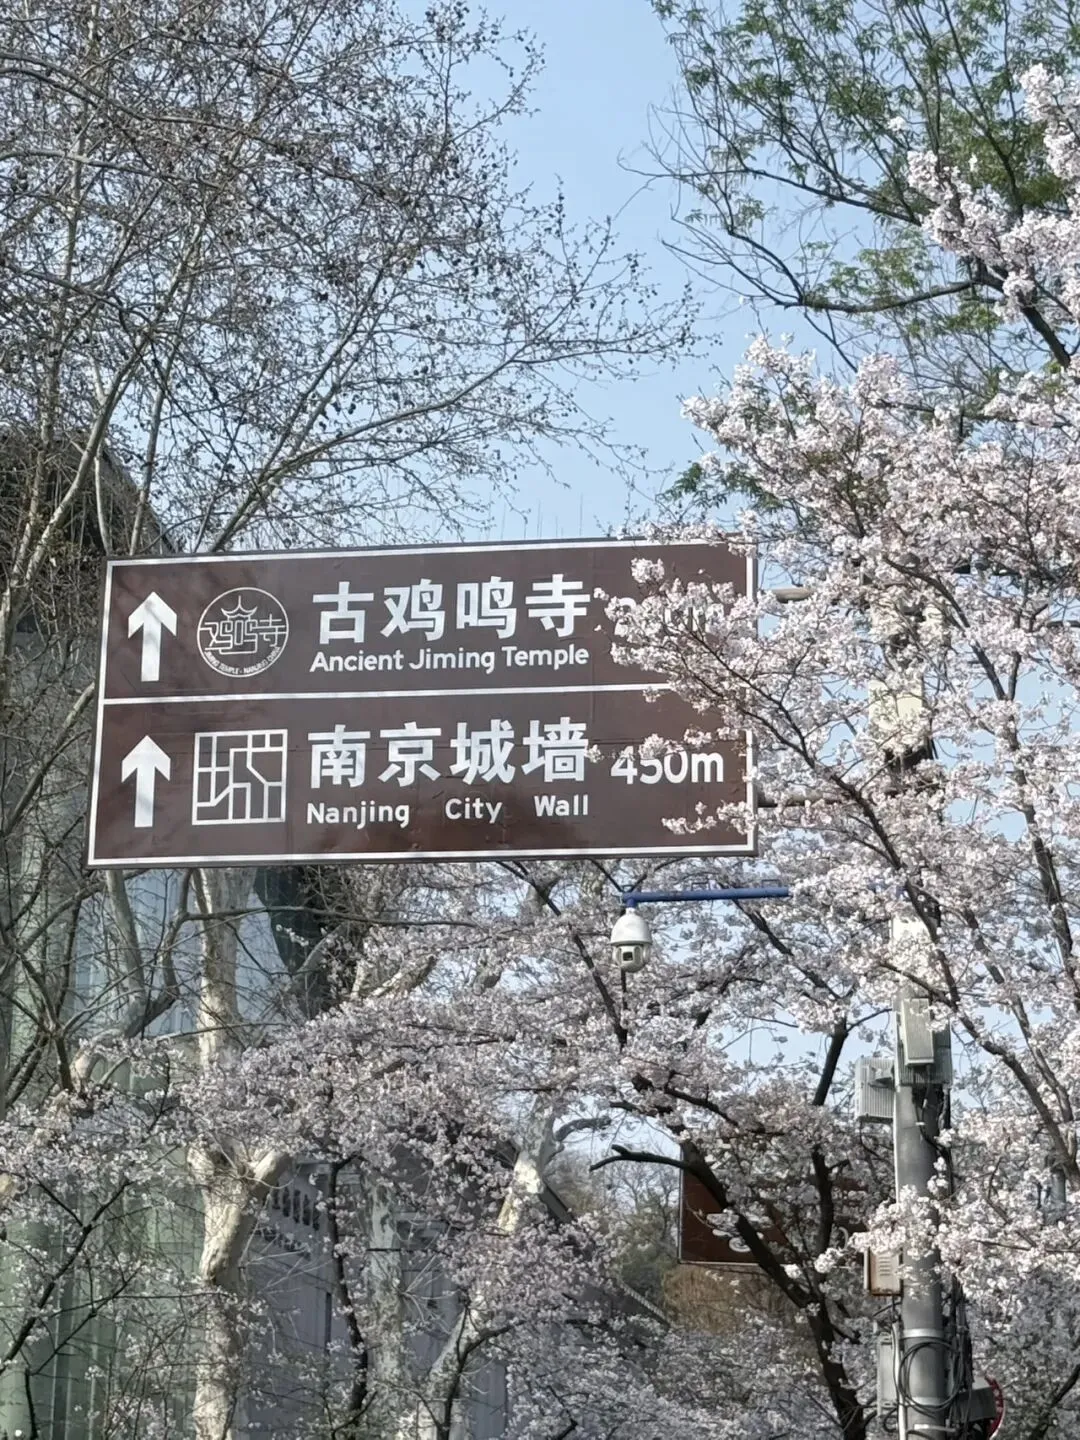 古鸡鸣寺
Ancient Jiming Temple
南京城墙 450m
Nanjing City Wall